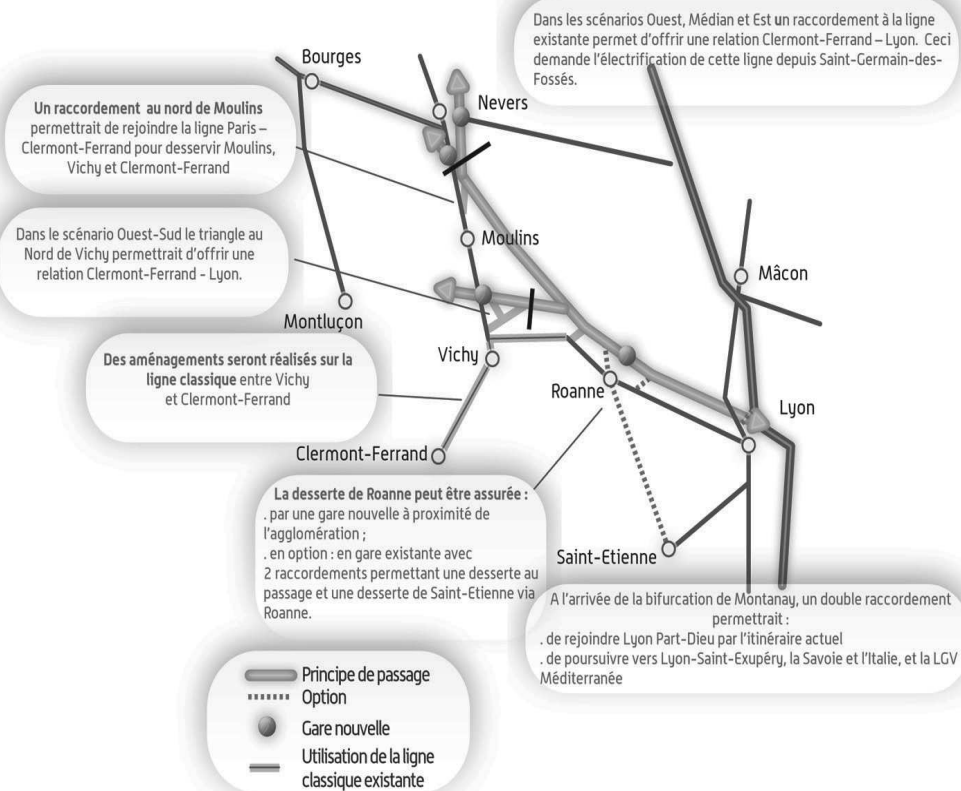 Dans les scénarios Ouest, Médian et Est un raccordement à la ligne
existante permet d'offrir une relation Clermont-Ferrand – Lyon. Ceci
demande l'électrification de cette ligne depuis Saint-Germain-des-
Fossés.
Bourges
Nevers
Un raccordement au nord de Moulins
permettrait de rejoindre la ligne Paris –
Clermont-Ferrand pour desservir Moulins,
Vichy et Clermont-Ferrand
Dans le scénario Ouest-Sud le triangle au
Nord de Vichy permettrait d'offrir une
relation Clermont-Ferrand - Lyon.
Moulins
Mâcon
Montluçon
Des aménagements seront réalisés sur la
ligne classique entre Vichy
et Clermont-Ferrand
Vichy
Roanne
Lyon
Clermont-Ferrand
La desserte de Roanne peut être assurée :
. par une gare nouvelle à proximité de
l'agglomération ;
. en option : en gare existante avec
2 raccordements permettant une desserte au
passage et une desserte de Saint-Etienne via
Roanne.
Saint-Etienne
A l'arrivée de la bifurcation de Montanay, un double raccordement
permettrait :
. de rejoindre Lyon Part-Dieu par l'itinéraire actuel
. de poursuivre vers Lyon-Saint-Exupéry, la Savoie et l'Italie, et la LGV
Méditerranée
Principe de passage
Option
Gare nouvelle
Utilisation de la ligne
classique existante